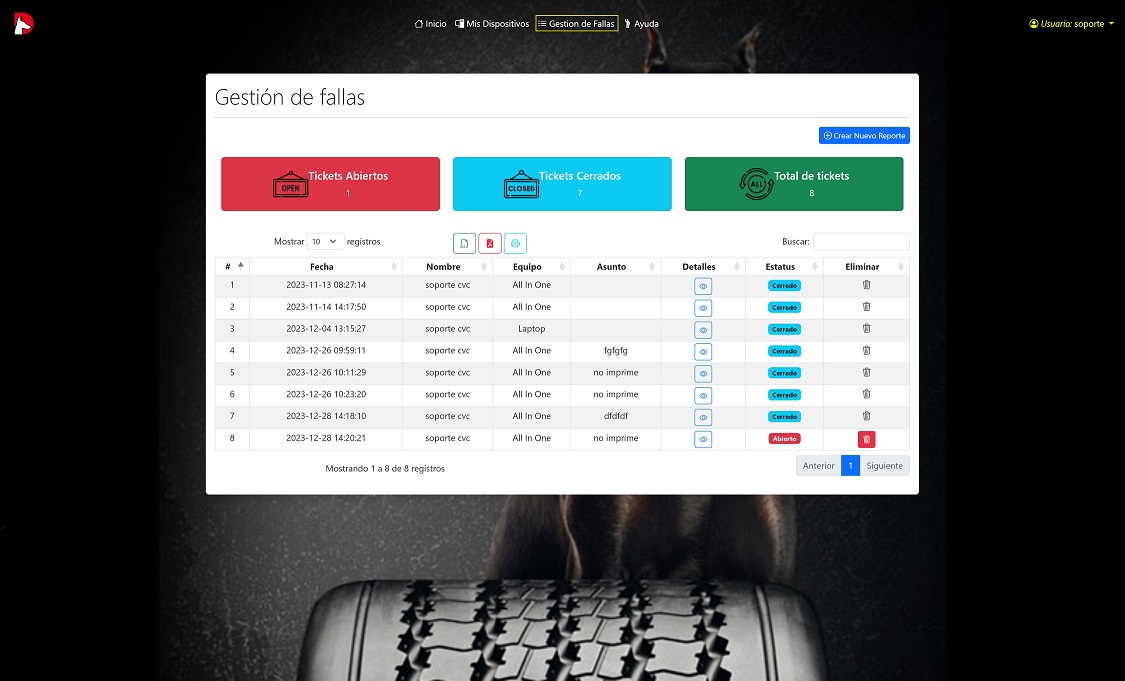 Inicio Mis Dispositivos Gestion de Fallas Ayuda Usuario: soporte
Gestión de fallas
Crear Nuevo Reporte
OPEN Tickets Abiertos
1
CLOSED Tickets Cerrados
7
ALL Total de tickets
8
Mostrar 10 registros Buscar:
# Fecha Nombre Equipo Asunto Detalles Estatus Eliminar
1 2023-11-13 08:27:14 soporte cvc All In One Cerrado
2 2023-11-14 14:17:50 soporte cvc All In One Cerrado
3 2023-12-04 13:15:27 soporte cvc Laptop Cerrado
4 2023-12-26 09:59:11 soporte cvc All In One fgfgfg Cerrado
5 2023-12-26 10:11:29 soporte cvc All In One no imprime Cerrado
6 2023-12-26 10:23:20 soporte cvc All In One no imprime Cerrado
7 2023-12-28 14:18:10 soporte cvc All In One dfdfdf Cerrado
8 2023-12-28 14:20:21 soporte cvc All In One no imprime Abierto
Mostrando 1 a 8 de 8 registros Anterior 1 Siguiente